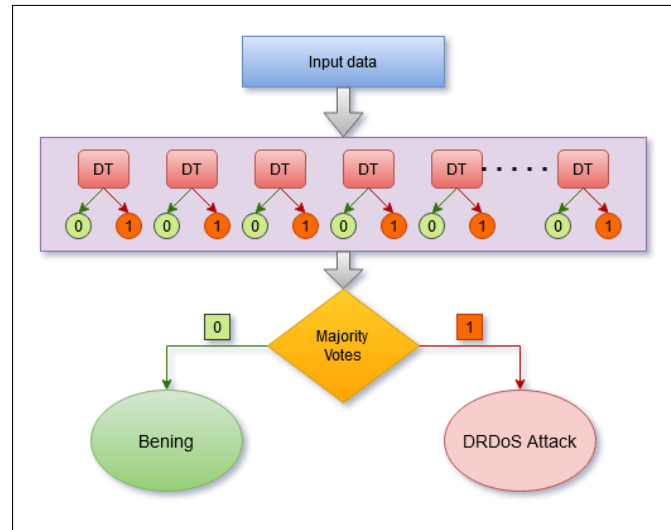 Input data
DT DT DT DT DT ..... DT
0 1 0 1 0 1 0 1 0 1 0 1
0 1
Majority
Votes
Bening DRDoS Attack